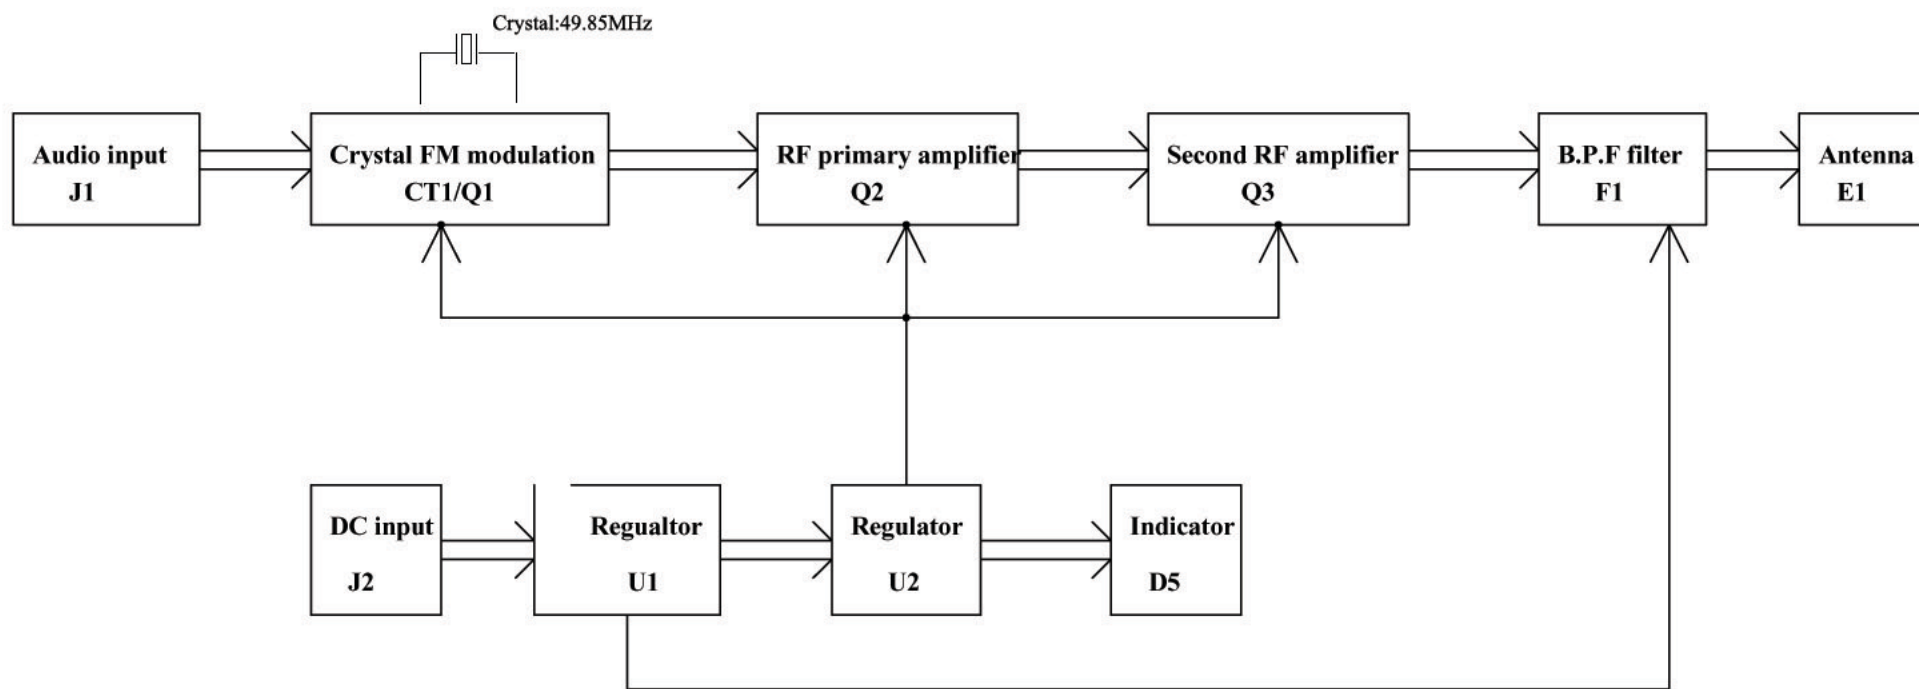 Crystal:49.85MHz
Audio input
J1
Crystal FM modulation
CT1/Q1
RF primary amplifier
Q2
Second RF amplifier
Q3
B.P.F filter
F1
Antenna
E1
DC input
J2
Regualtor
U1
Regulator
U2
Indicator
D5